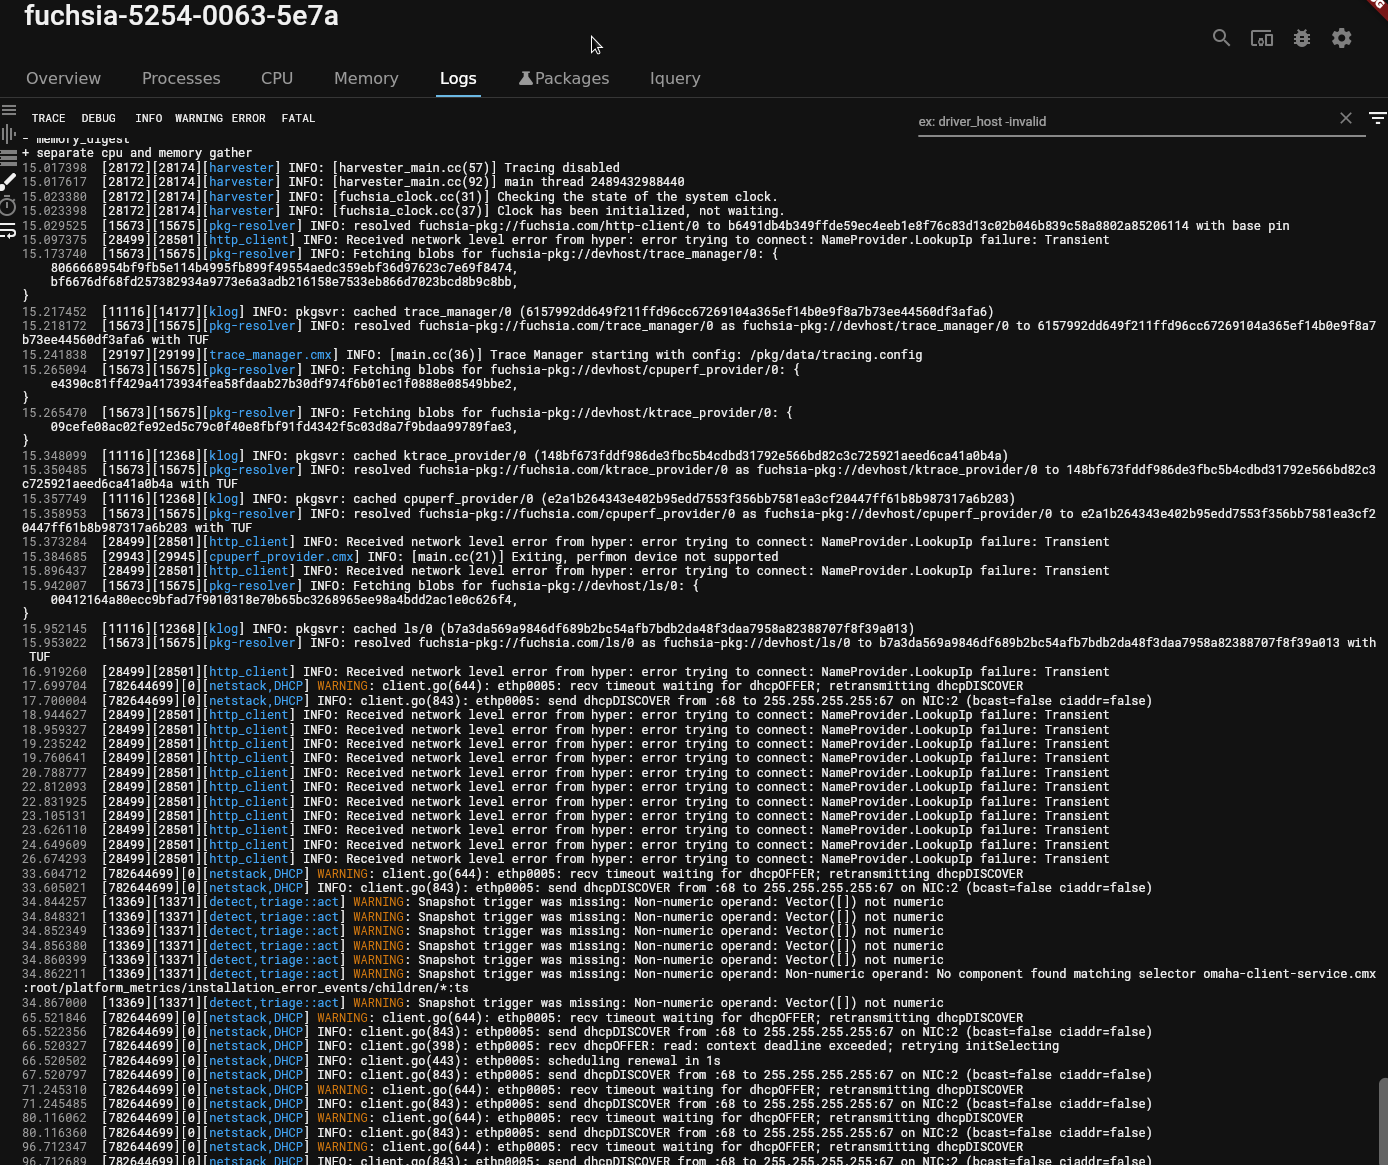 fuchsia-5254-0063-5e7a
Overview Processes CPU Memory Logs Packages Iquery
TRACE DEBUG INFO WARNING ERROR FATAL ex: driver_host -invalid
- memory_digest
+ separate cpu and memory gather
15.017398 [28172][28174][harvester] INFO: [harvester_main.cc(57)] Tracing disabled
15.017617 [28172][28174][harvester] INFO: [harvester_main.cc(92)] main thread 2489432988440
15.023380 [28172][28174][harvester] INFO: [fuchsia_clock.cc(31)] Checking the state of the system clock.
15.023398 [28172][28174][harvester] INFO: [fuchsia_clock.cc(37)] Clock has been initialized, not waiting.
15.029525 [15673][15675][pkg-resolver] INFO: resolved fuchsia-pkg://fuchsia.com/http-client/0 to b6491db4b349ffde59ec4eeb1e8f76c83d13c02b046b839c58a8802a85206114 with base pin
15.097375 [28499][28501][http_client] INFO: Received network level error from hyper: error trying to connect: NameProvider.LookupIp failure: Transient
15.173740 [15673][15675][pkg-resolver] INFO: Fetching blobs for fuchsia-pkg://devhost/trace_manager/0: {
8066668954bf9fb5e114b4995fb899f49554aedc359ebf36d97623c7e69f8474,
bf6676df68fd257382934a9773e6a3adb216158e7533eb866d7023bcd8b9c8bb,
}
15.217452 [11116][14177][klog] INFO: pkgsvr: cached trace_manager/0 (6157992dd649f211ffd96cc67269104a365ef14b0e9f8a7b73ee44560df3afa6)
15.218172 [15673][15675][pkg-resolver] INFO: resolved fuchsia-pkg://fuchsia.com/trace_manager/0 as fuchsia-pkg://devhost/trace_manager/0 to 6157992dd649f211ffd96cc67269104a365ef14b0e9f8a7
b73ee44560df3afa6 with TUF
15.241838 [29197][29199][trace_manager.cmx] INFO: [main.cc(36)] Trace Manager starting with config: /pkg/data/tracing.config
15.265094 [15673][15675][pkg-resolver] INFO: Fetching blobs for fuchsia-pkg://devhost/cpuperf_provider/0: {
e4390c81ff429a4173934fea58fdaab27b30df974f6b01ec1f0888e08549bbe2,
}
15.265470 [15673][15675][pkg-resolver] INFO: Fetching blobs for fuchsia-pkg://devhost/ktrace_provider/0: {
09cefe08ac02fe92ed5c79c0f40e8fbf91fd4342f5c03d8a7f9bdaa99789fae3,
}
15.348099 [11116][12368][klog] INFO: pkgsvr: cached ktrace_provider/0 (148bf673fddf986de3fbc5b4cdbd31792e566bd82c3c725921aeed6ca41a0b4a)
15.350485 [15673][15675][pkg-resolver] INFO: resolved fuchsia-pkg://fuchsia.com/ktrace_provider/0 as fuchsia-pkg://devhost/ktrace_provider/0 to 148bf673fddf986de3fbc5b4cdbd31792e566bd82c3
c725921aeed6ca41a0b4a with TUF
15.357749 [11116][12368][klog] INFO: pkgsvr: cached cpuperf_provider/0 (e2a1b264343e402b95edd7553f356bb7581ea3cf20447ff61b8b987317a6b203)
15.358953 [15673][15675][pkg-resolver] INFO: resolved fuchsia-pkg://fuchsia.com/cpuperf_provider/0 as fuchsia-pkg://devhost/cpuperf_provider/0 to e2a1b264343e402b95edd7553f356bb7581ea3cf2
0447ff61b8b987317a6b203 with TUF
15.373284 [28499][28501][http_client] INFO: Received network level error from hyper: error trying to connect: NameProvider.LookupIp failure: Transient
15.384685 [29943][29945][cpuperf_provider.cmx] INFO: [main.cc(21)] Exiting, perfmon device not supported
15.896437 [28499][28501][http_client] INFO: Received network level error from hyper: error trying to connect: NameProvider.LookupIp failure: Transient
15.942007 [15673][15675][pkg-resolver] INFO: Fetching blobs for fuchsia-pkg://devhost/ls/0: {
00412164a80ecc9bfad7f9010318e70b65bc3268965ee98a4bdd2ac1e0c626f4,
}
15.952145 [11116][12368][klog] INFO: pkgsvr: cached ls/0 (b7a3da569a9846df689b2bc54afb7bdb2da48f3daa7958a82388707f8f39a013)
15.953022 [15673][15675][pkg-resolver] INFO: resolved fuchsia-pkg://fuchsia.com/ls/0 as fuchsia-pkg://devhost/ls/0 to b7a3da569a9846df689b2bc54afb7bdb2da48f3daa7958a82388707f8f39a013 with
TUF
16.919260 [28499][28501][http_client] INFO: Received network level error from hyper: error trying to connect: NameProvider.LookupIp failure: Transient
17.699704 [782644699][0][netstack,DHCP] WARNING: client.go(644): ethp0005: recv timeout waiting for dhcpOFFER; retransmitting dhcpDISCOVER
17.700004 [782644699][0][netstack,DHCP] INFO: client.go(843): ethp0005: send dhcpDISCOVER from :68 to 255.255.255.255:67 on NIC:2 (bcast=false ciaddr=false)
18.944627 [28499][28501][http_client] INFO: Received network level error from hyper: error trying to connect: NameProvider.LookupIp failure: Transient
18.959327 [28499][28501][http_client] INFO: Received network level error from hyper: error trying to connect: NameProvider.LookupIp failure: Transient
19.235242 [28499][28501][http_client] INFO: Received network level error from hyper: error trying to connect: NameProvider.LookupIp failure: Transient
19.760641 [28499][28501][http_client] INFO: Received network level error from hyper: error trying to connect: NameProvider.LookupIp failure: Transient
20.788777 [28499][28501][http_client] INFO: Received network level error from hyper: error trying to connect: NameProvider.LookupIp failure: Transient
22.812093 [28499][28501][http_client] INFO: Received network level error from hyper: error trying to connect: NameProvider.LookupIp failure: Transient
22.831925 [28499][28501][http_client] INFO: Received network level error from hyper: error trying to connect: NameProvider.LookupIp failure: Transient
23.105131 [28499][28501][http_client] INFO: Received network level error from hyper: error trying to connect: NameProvider.LookupIp failure: Transient
23.626110 [28499][28501][http_client] INFO: Received network level error from hyper: error trying to connect: NameProvider.LookupIp failure: Transient
24.649609 [28499][28501][http_client] INFO: Received network level error from hyper: error trying to connect: NameProvider.LookupIp failure: Transient
26.674293 [28499][28501][http_client] INFO: Received network level error from hyper: error trying to connect: NameProvider.LookupIp failure: Transient
33.604712 [782644699][0][netstack,DHCP] WARNING: client.go(644): ethp0005: recv timeout waiting for dhcpOFFER; retransmitting dhcpDISCOVER
33.605021 [782644699][0][netstack,DHCP] INFO: client.go(843): ethp0005: send dhcpDISCOVER from :68 to 255.255.255.255:67 on NIC:2 (bcast=false ciaddr=false)
34.844257 [13369][13371][detect,triage::act] WARNING: Snapshot trigger was missing: Non-numeric operand: Vector([]) not numeric
34.848321 [13369][13371][detect,triage::act] WARNING: Snapshot trigger was missing: Non-numeric operand: Vector([]) not numeric
34.852349 [13369][13371][detect,triage::act] WARNING: Snapshot trigger was missing: Non-numeric operand: Vector([]) not numeric
34.856380 [13369][13371][detect,triage::act] WARNING: Snapshot trigger was missing: Non-numeric operand: Vector([]) not numeric
34.860399 [13369][13371][detect,triage::act] WARNING: Snapshot trigger was missing: Non-numeric operand: Vector([]) not numeric
34.862211 [13369][13371][detect,triage::act] WARNING: Snapshot trigger was missing: Non-numeric operand: Non-numeric operand: No component found matching selector omaha-client-service.cmx
:root/platform_metrics/installation_error_events/children/*:ts
34.867000 [13369][13371][detect,triage::act] WARNING: Snapshot trigger was missing: Non-numeric operand: Vector([]) not numeric
65.521846 [782644699][0][netstack,DHCP] WARNING: client.go(644): ethp0005: recv timeout waiting for dhcpOFFER; retransmitting dhcpDISCOVER
65.522356 [782644699][0][netstack,DHCP] INFO: client.go(843): ethp0005: send dhcpDISCOVER from :68 to 255.255.255.255:67 on NIC:2 (bcast=false ciaddr=false)
66.520327 [782644699][0][netstack,DHCP] INFO: client.go(398): ethp0005: recv dhcpOFFER: read: context deadline exceeded; retrying initSelecting
66.520502 [782644699][0][netstack,DHCP] INFO: client.go(443): ethp0005: scheduling renewal in 1s
67.520797 [782644699][0][netstack,DHCP] INFO: client.go(843): ethp0005: send dhcpDISCOVER from :68 to 255.255.255.255:67 on NIC:2 (bcast=false ciaddr=false)
71.245310 [782644699][0][netstack,DHCP] WARNING: client.go(644): ethp0005: recv timeout waiting for dhcpOFFER; retransmitting dhcpDISCOVER
71.245485 [782644699][0][netstack,DHCP] INFO: client.go(843): ethp0005: send dhcpDISCOVER from :68 to 255.255.255.255:67 on NIC:2 (bcast=false ciaddr=false)
80.116062 [782644699][0][netstack,DHCP] WARNING: client.go(644): ethp0005: recv timeout waiting for dhcpOFFER; retransmitting dhcpDISCOVER
80.116360 [782644699][0][netstack,DHCP] INFO: client.go(843): ethp0005: send dhcpDISCOVER from :68 to 255.255.255.255:67 on NIC:2 (bcast=false ciaddr=false)
96.712347 [782644699][0][netstack,DHCP] WARNING: client.go(644): ethp0005: recv timeout waiting for dhcpOFFER; retransmitting dhcpDISCOVER
96.712689 [782644699][0][netstack,DHCP] INFO: client.go(843): ethp0005: send dhcpDISCOVER from :68 to 255.255.255.255:67 on NIC:2 (bcast=false ciaddr=false)